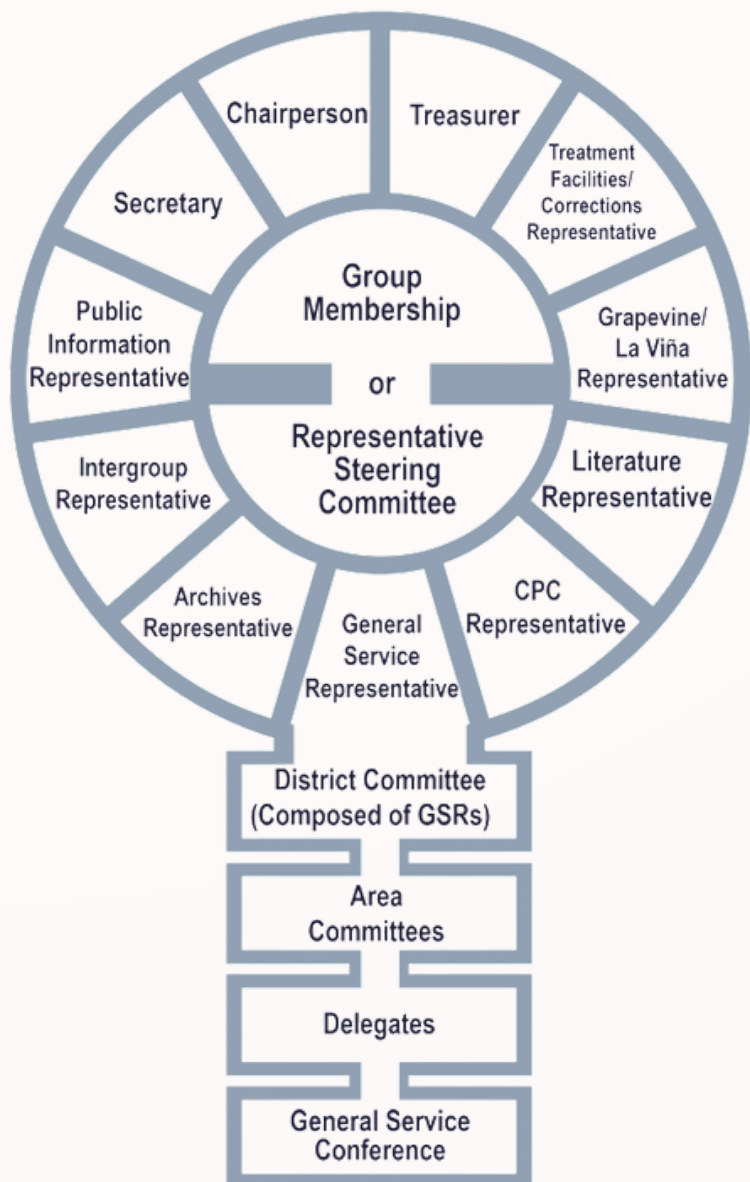 Chairperson
Treasurer
Treatment
Facilities/
Corrections
Representative
Grapevine/
La Viña
Representative
Literature
Representative
CPC
Representative
General
Service
Representative
Archives
Representative
Intergroup
Representative
Public
Information
Representative
Secretary
Group
Membership
or
Representative
Steering
Committee
District Committee
(Composed of GSRs)
Area
Committees
Delegates
General Service
Conference